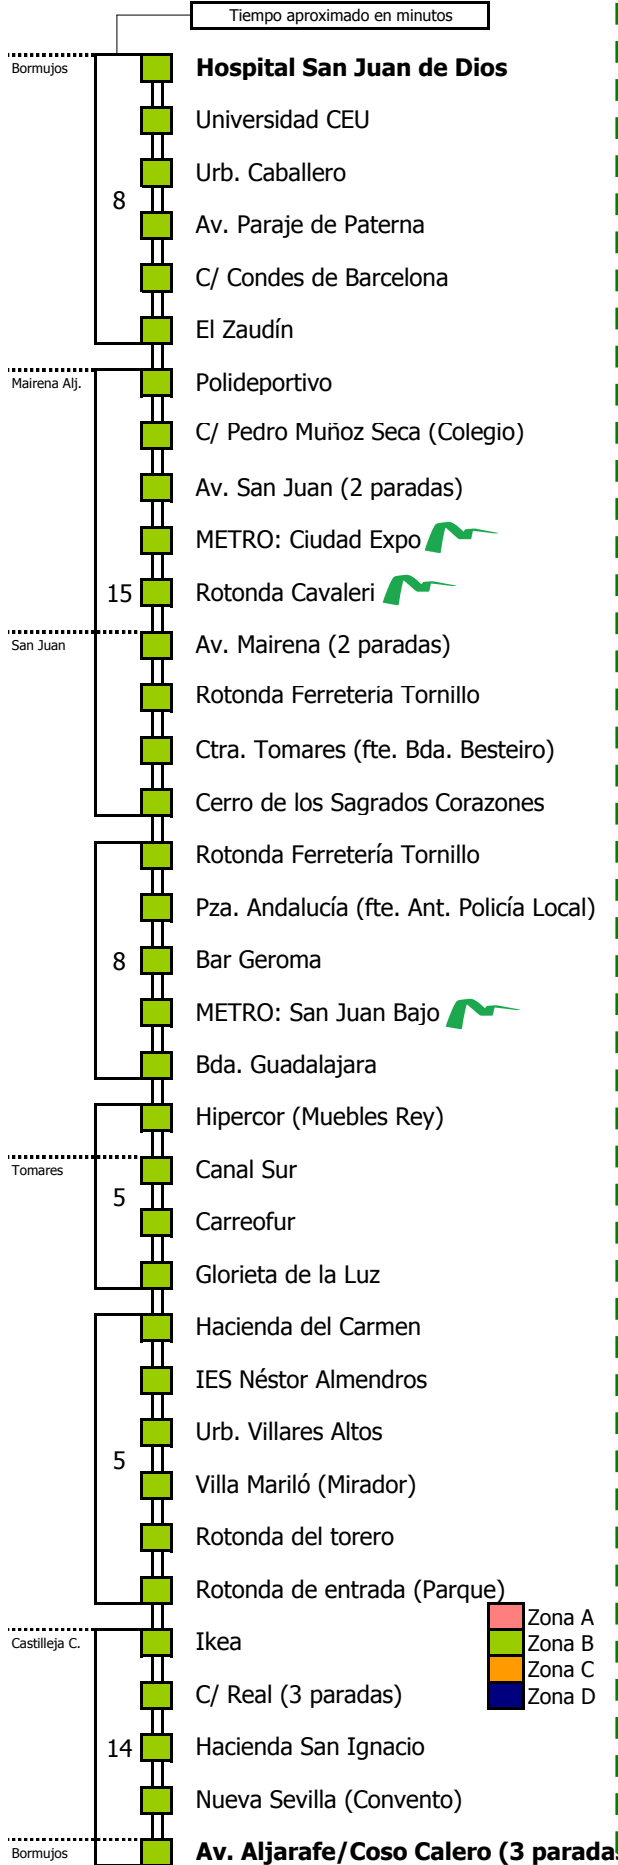 Tiempo aproximado en minutos
Bormujos
Hospital San Juan de Dios
Universidad CEU
Urb. Caballero
8
Av. Paraje de Paterna
C/ Condes de Barcelona
El Zaudín
Mairena Alj.
Polideportivo
C/ Pedro Muñoz Seca (Colegio)
Av. San Juan (2 paradas)
METRO: Ciudad Expo
15
Rotonda Cavaleri
San Juan
Av. Mairena (2 paradas)
Rotonda Ferreteria Tornillo
Ctra. Tomares (fte. Bda. Besteiro)
Cerro de los Sagrados Corazones
Rotonda Ferretería Tornillo
Pza. Andalucía (fte. Ant. Policía Local)
8
Bar Geroma
METRO: San Juan Bajo
Bda. Guadalajara
Hipercor (Muebles Rey)
Tomares
Canal Sur
5
Carreofur
Glorieta de la Luz
Hacienda del Carmen
IES Néstor Almendros
Urb. Villares Altos
5
Villa Mariló (Mirador)
Rotonda del torero
Rotonda de entrada (Parque)
Zona A
Zona B
Zona C
Zona D
Castilleja C.
Ikea
C/ Real (3 paradas)
14
Hacienda San Ignacio
Nueva Sevilla (Convento)
Bormujos
Av. Aljarafe/Coso Calero (3 paradas